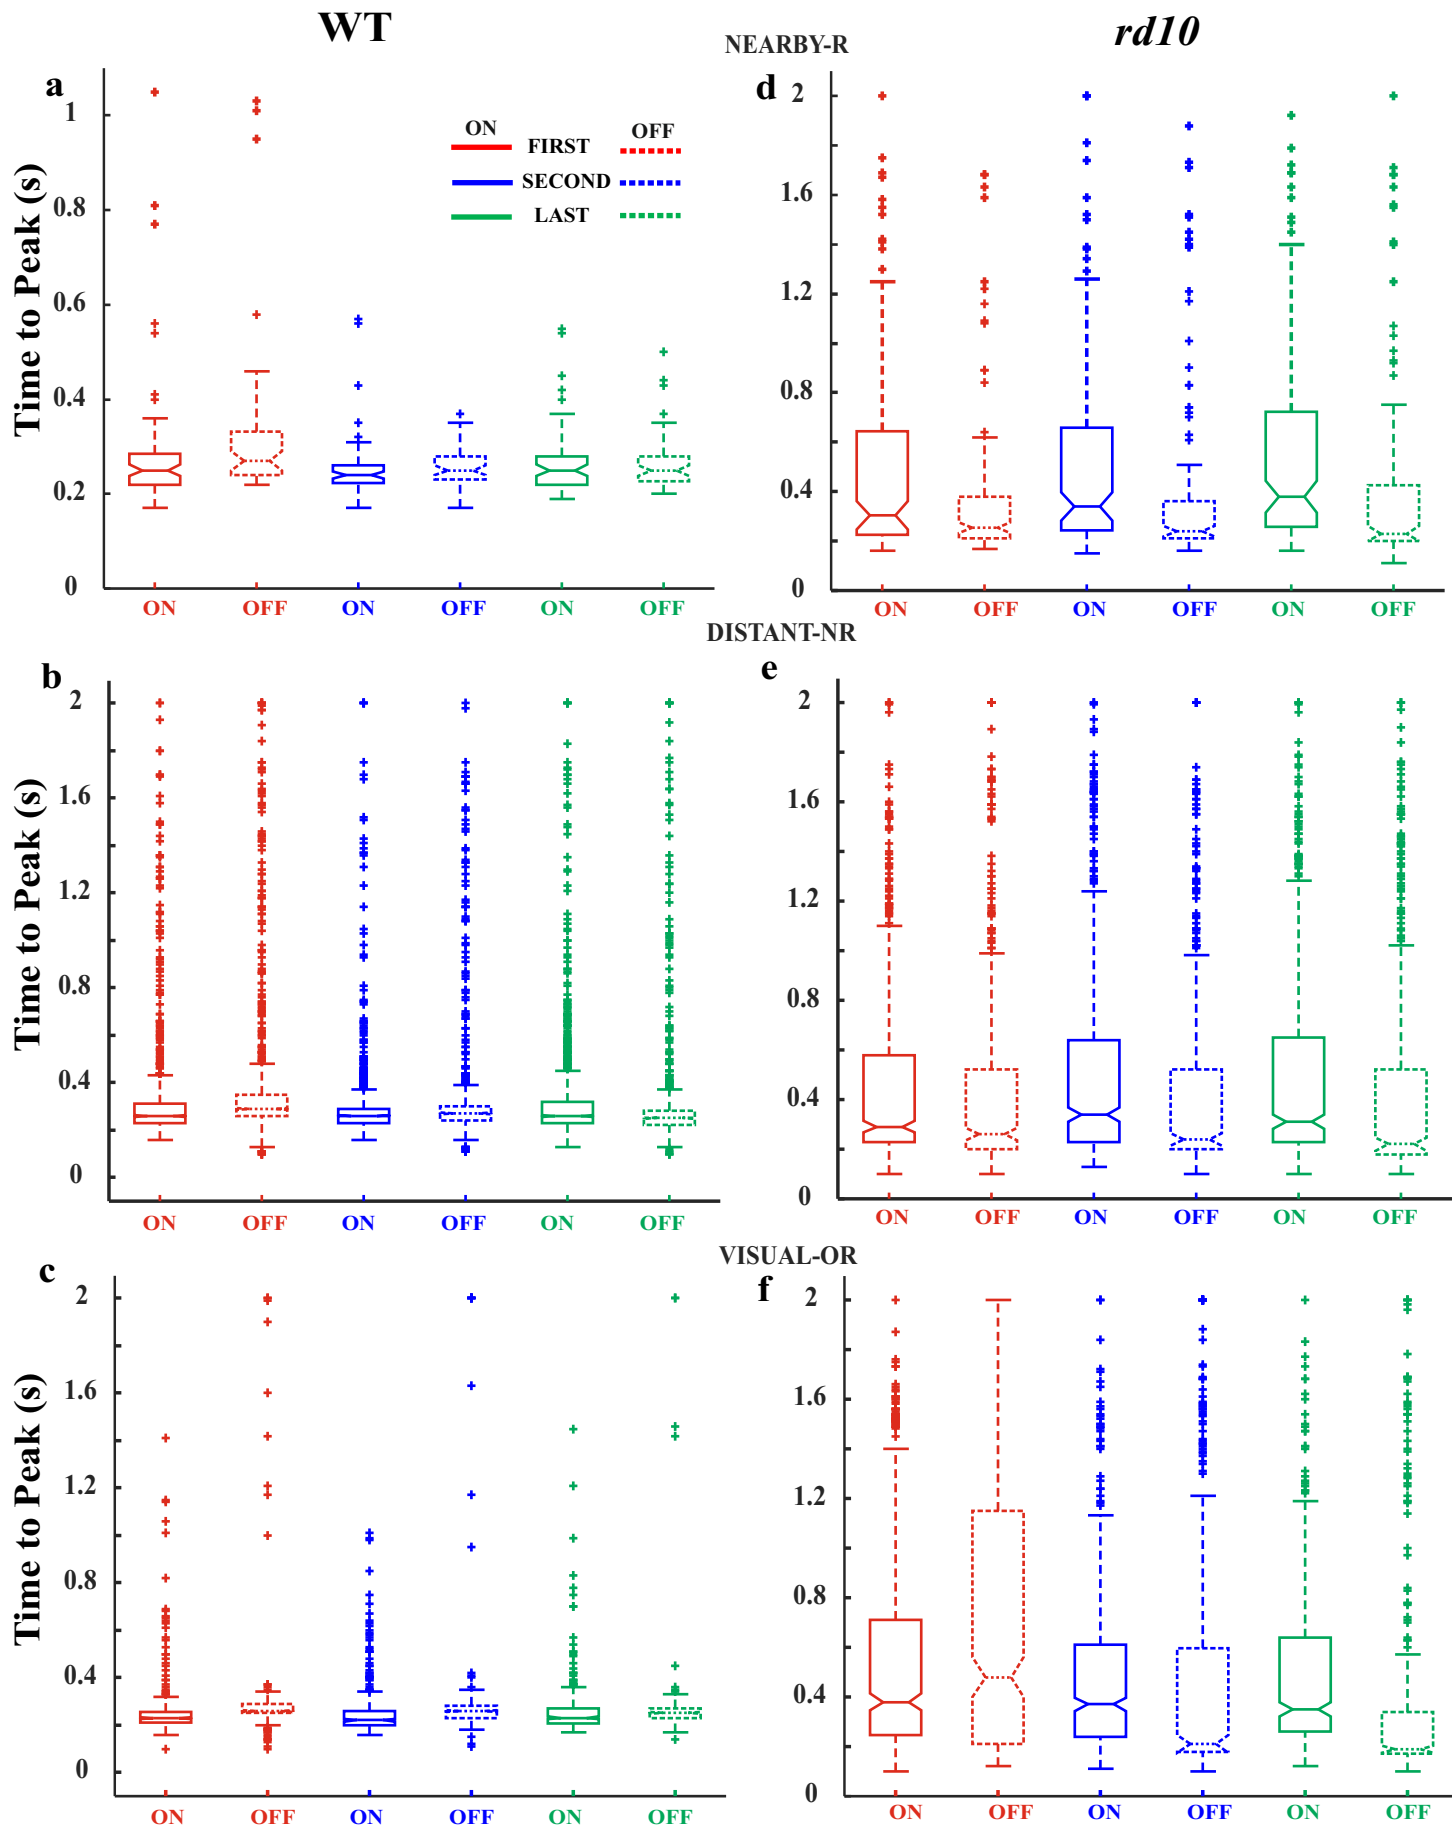 WT
rd10
NEARBY-R
a
Time to Peak (s)
1
0.8
0.6
0.4
0.2
0
ON OFF
FIRST
SECOND
LAST
ON OFF ON OFF ON OFF
d
2
1.6
1.2
0.8
0.4
0
ON OFF ON OFF ON OFF
DISTANT-NR
b
Time to Peak (s)
2
1.6
1.2
0.8
0.4
0
ON OFF ON OFF ON OFF
e
2
1.6
1.2
0.8
0.4
0
ON OFF ON OFF ON OFF
VISUAL-OR
c
Time to Peak (s)
2
1.6
1.2
0.8
0.4
0
ON OFF ON OFF ON OFF
f
2
1.6
1.2
0.8
0.4
0
ON OFF ON OFF ON OFF